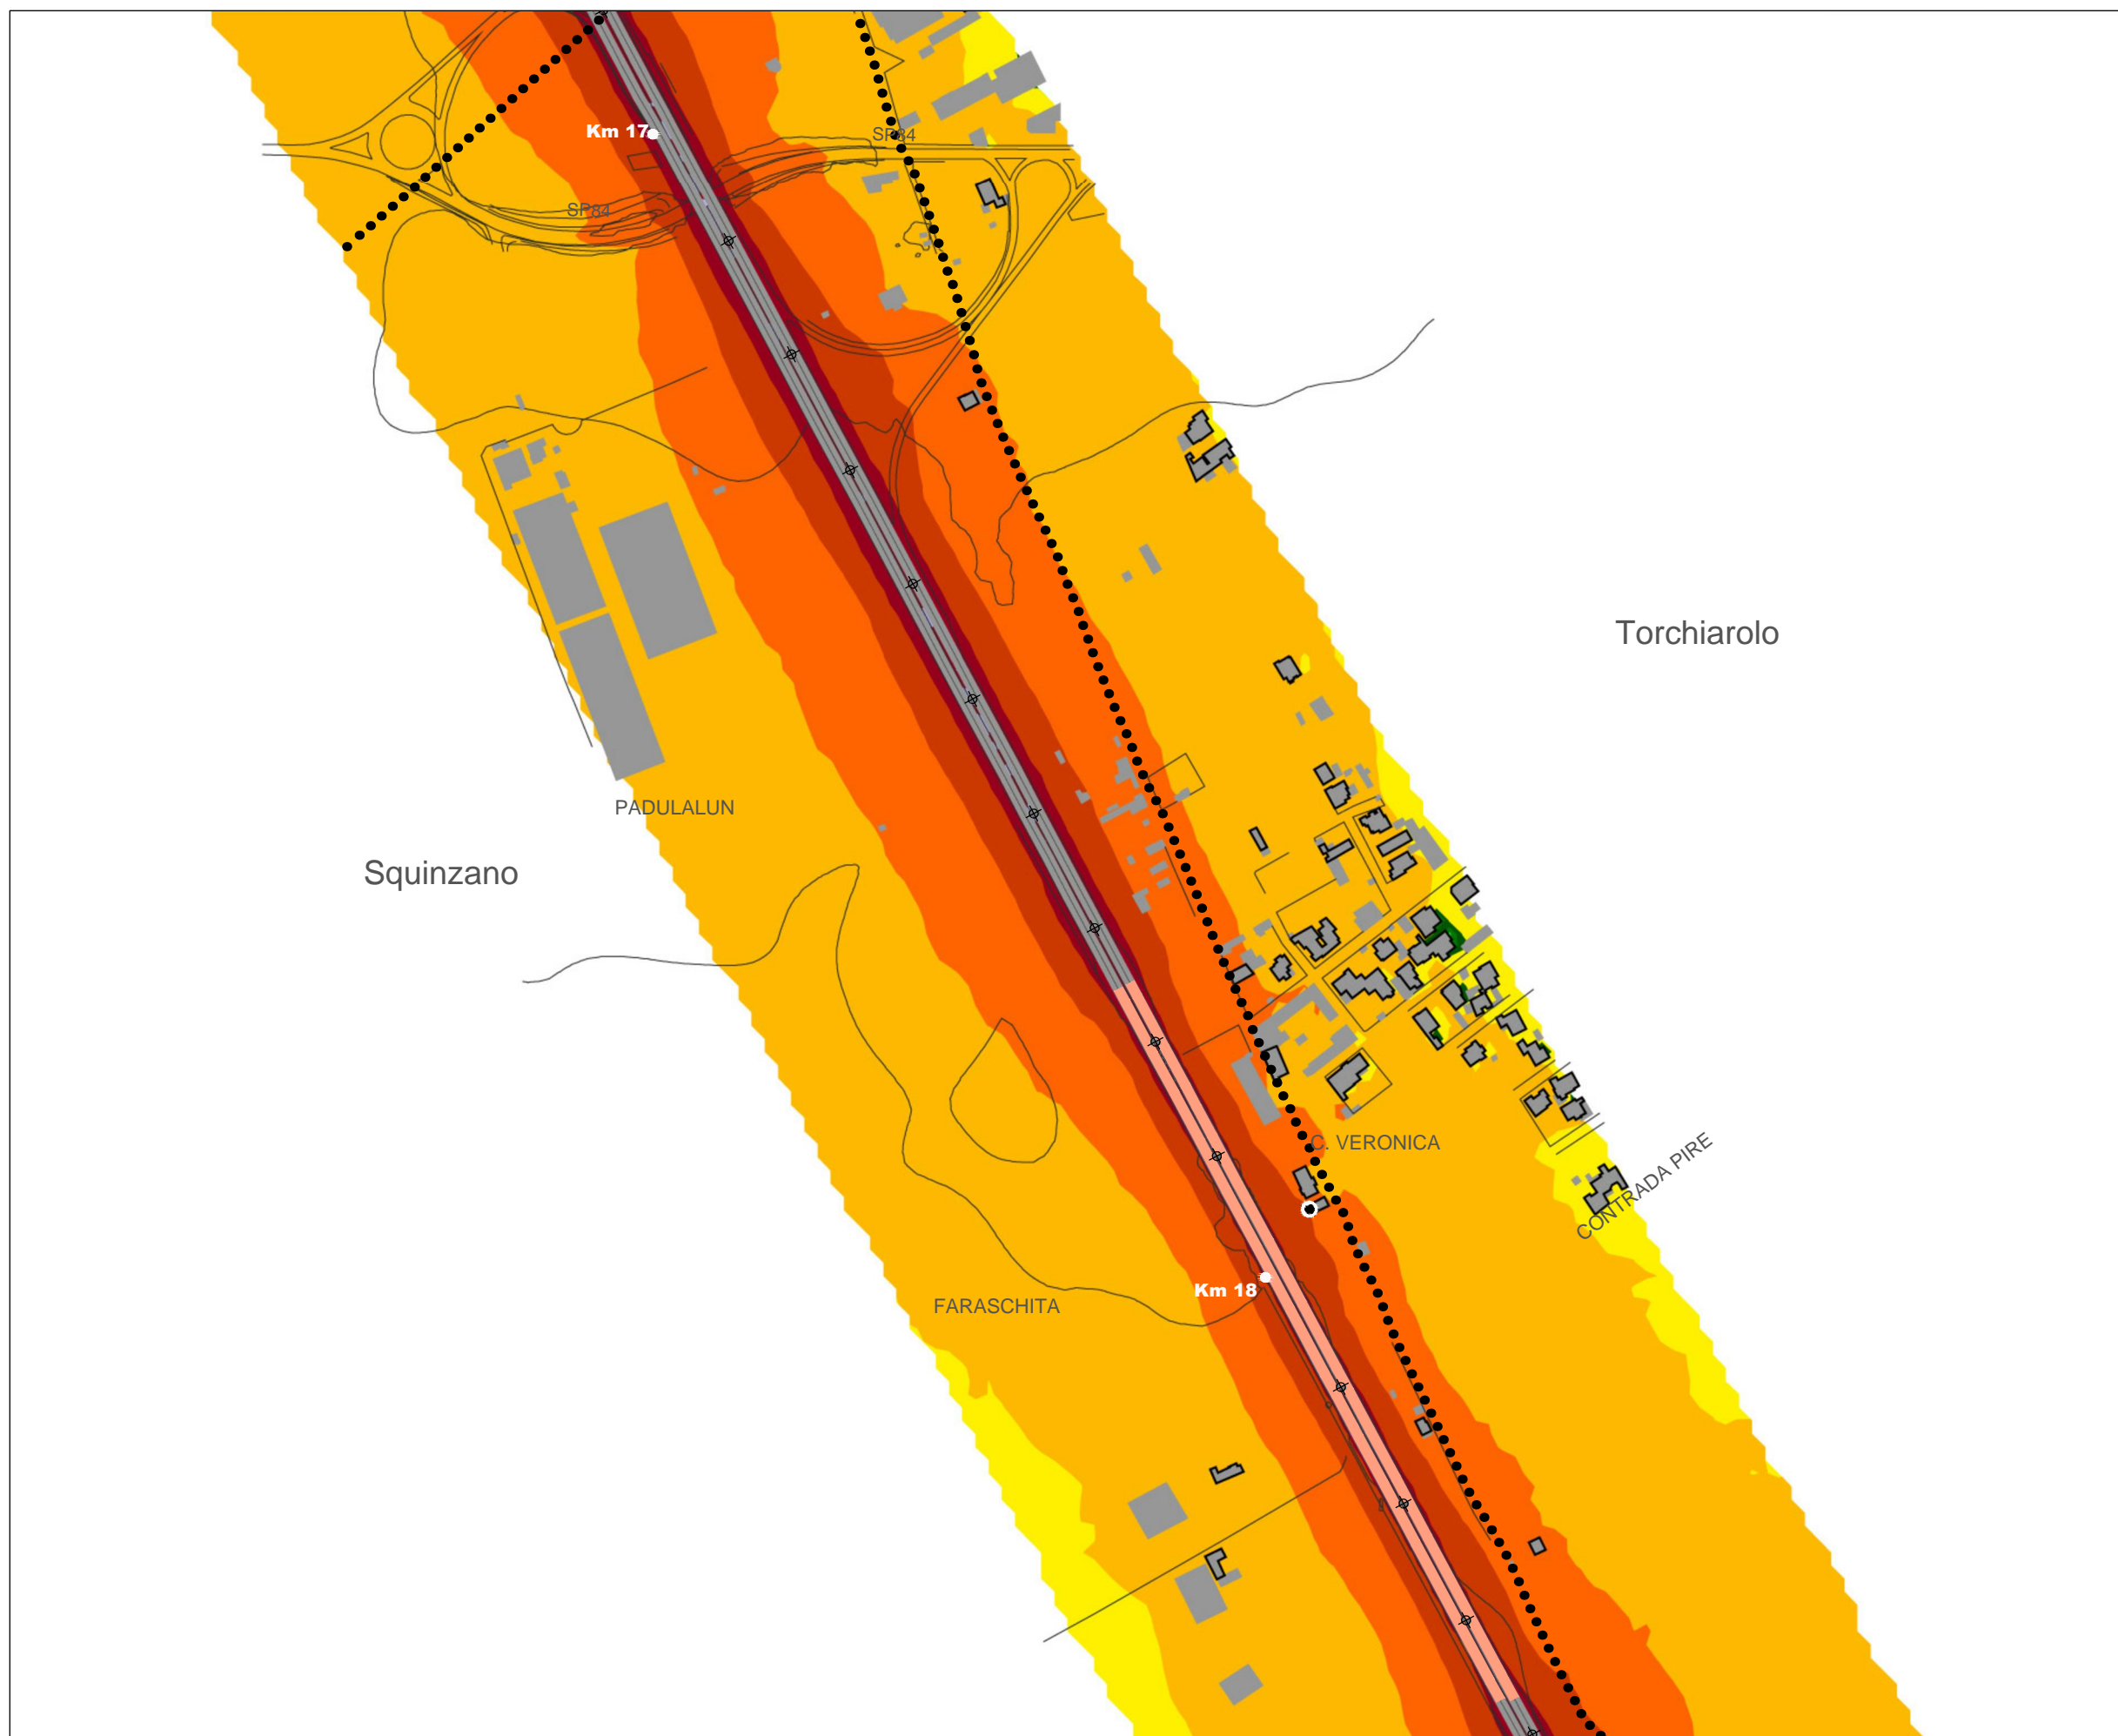 Km 17
SP84
SP84
Torchiarolo
PADULALUN
Squinzano
C. VERONICA
CONTRADA PIRE
Km 18
FARASCHITA